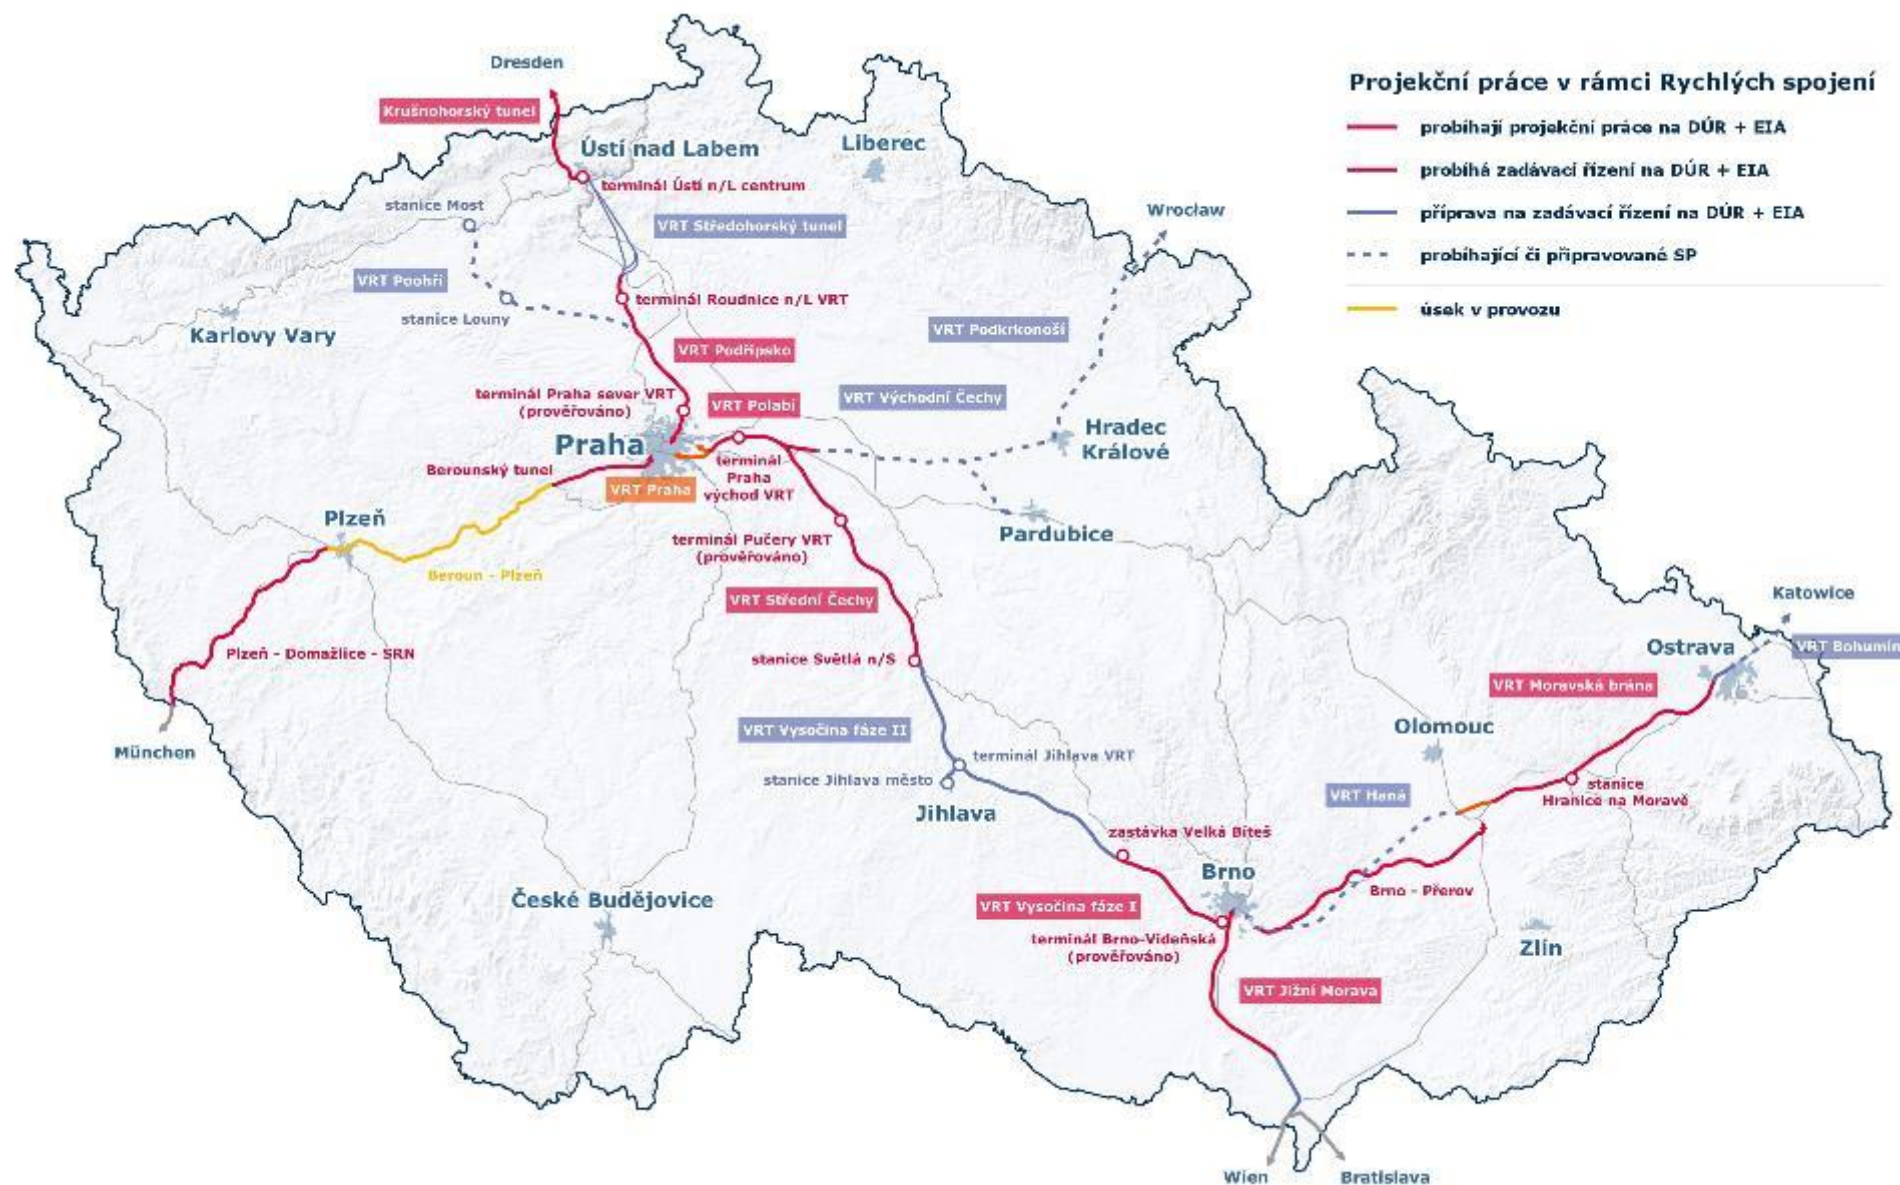 Projekční práce v rámci Rychlých spojení
probíhají projekční práce na DÚR + EIA
probíhá zadávací řízení na DÚR + EIA
příprava na zadávací řízení na DÚR + EIA
probíhající či připravované SP
úsek v provozu
Dresden
Krušnohorský tunel
Ústí nad Labem
Liberec
terminál Ústí n/L centrum
stanice Most
Wrocław
VRT Středohorský tunel
VRT Poohří
terminál Roudnice n/L VRT
stanice Louny
Karlovy Vary
VRT Podkrkonoší
VRT Podřipsko
terminál Praha sever VRT
(prověřováno)
VRT Polabí
VRT Východní Čechy
Praha
Hradec
Králové
Berounský tunel
terminál
Praha
východ VRT
VRT Praha
Plzeň
Pardubice
terminál Pučery VRT
(prověřováno)
Beroun - Plzeň
VRT Střední Čechy
Katowice
Plzeň - Domažlice - SRN
stanice Světlá n/S
Ostrava
VRT Bohumín
VRT Moravská brána
VRT Vysočina fáze II
Olomouc
München
terminál Jihlava VRT
stanice Jihlava město
stanice
Hranice na Moravě
VRT Haná
Jihlava
zastávka Velká Bíteš
Brno
Brno - Přerov
České Budějovice
VRT Vysočina fáze I
terminál Brno-Vídeňská
(prověřováno)
Zlín
VRT Jižní Morava
Wien
Bratislava